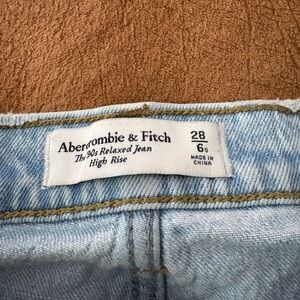 Abercrombie & Fitch
The 90s Relaxed Jean
High Rise
28
6s
MADE IN
CHINA